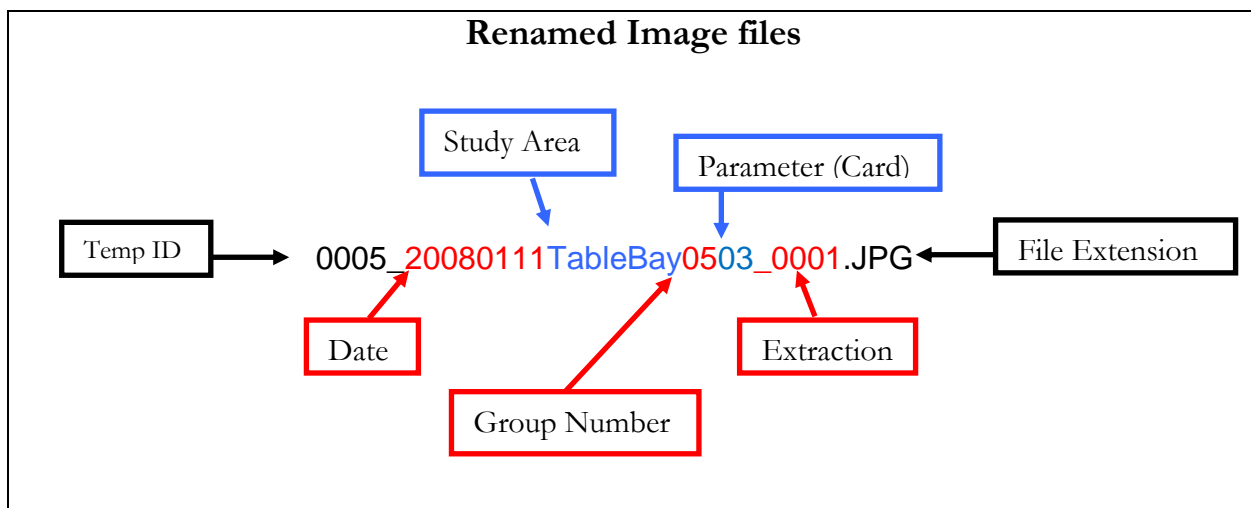 Renamed Image files
Study Area
Parameter (Card)
Temp ID
0005_20080111TableBay0503_0001.JPG
File Extension
Date
Extraction
Group Number